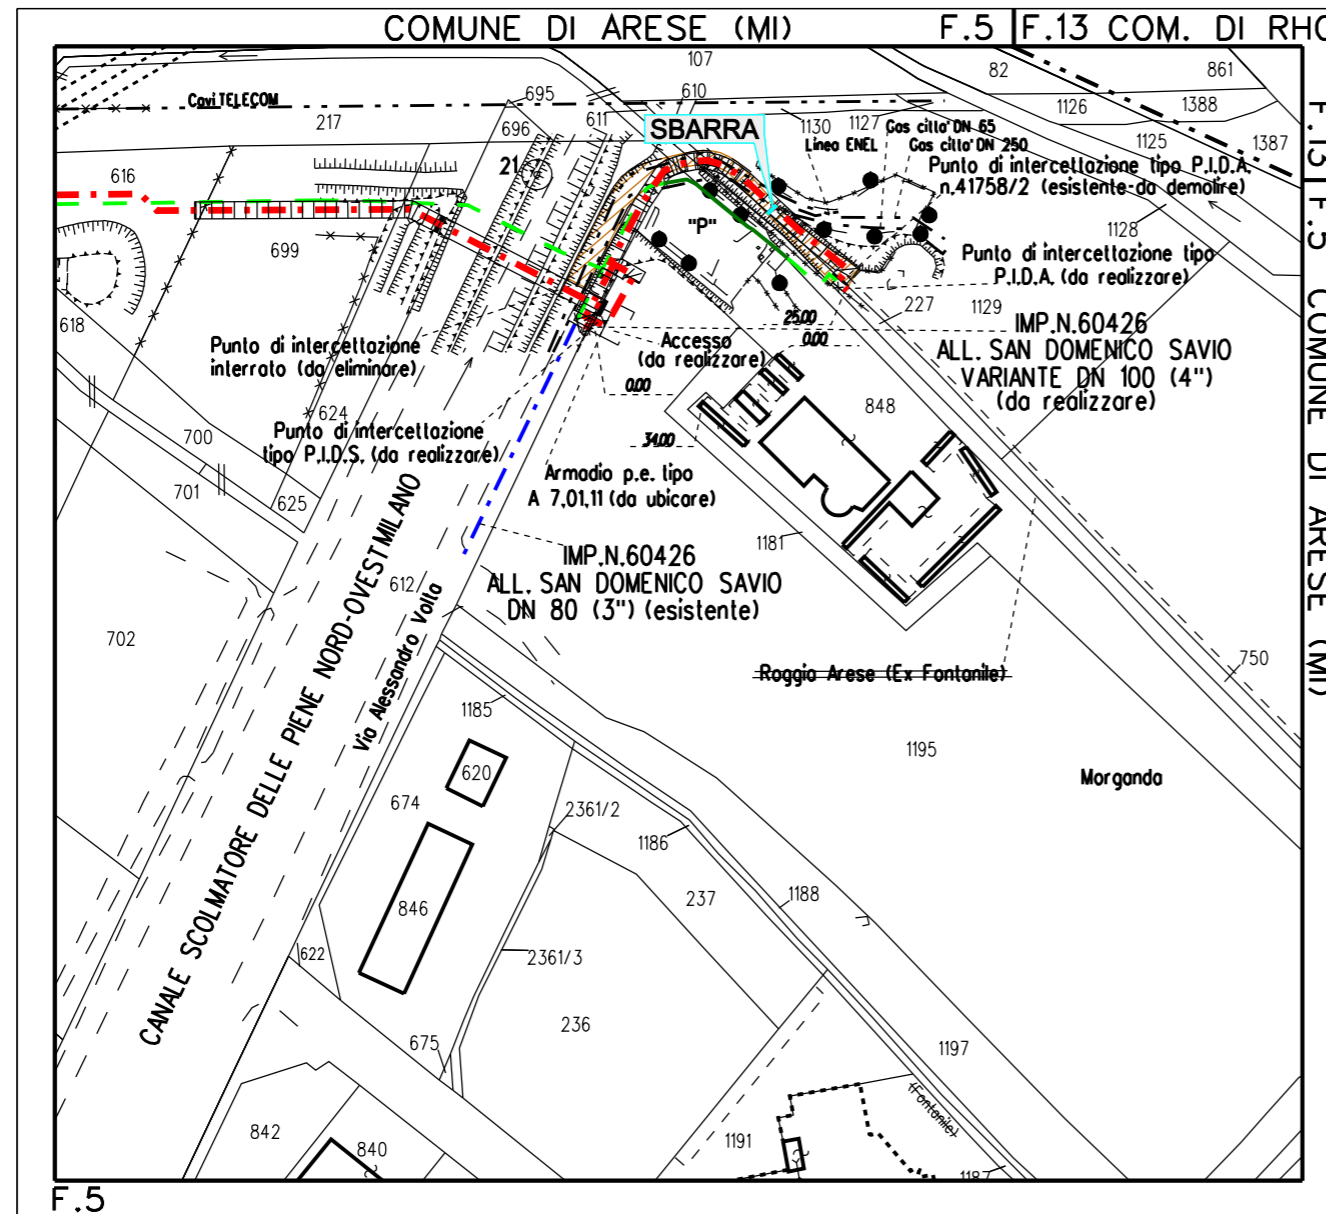 COMUNE DI ARESE (MI)
F.5
F.13 COM. DI RHO
107
82
861
Cavi TELECOM
695
610
1126
1388
217
696
611
SBARRA
1130
1127
Gas citta' DN 65
Linea ENEL
Gas citta' DN 250
1125
1387
F.13
F.5
COMUNE DI ARESE (MI)
616
21
Punto di intercettazione tipo P.I.D.A.
n.41758/2 (esistente-da demolire)
"P"
1128
699
Punto di intercettazione tipo
P.I.D.A. (da realizzare)
227
1129
618
25.00
0.00
IMP.N.60426
ALL. SAN DOMENICO SAVIO
VARIANTE DN 100 (4")
(da realizzare)
Punto di intercettazione
interrato (da eliminare)
Accesso
(da realizzare)
0.00
848
624
700
Punto di intercettazione
tipo P.I.D.S. (da realizzare)
34.00
701
625
Armadio p.e. tipo
A 7,01,11 (da ubicare)
1181
IMP.N.60426
ALL. SAN DOMENICO SAVIO
DN 80 (3") (esistente)
612
702
CANALE SCOLMATORE DELLE PIENE NORD-OVEST MILANO
Via Alessandro Volta
Roggia Arese (Ex Fontanile)
750
1185
1195
Morganda
620
674
2361/2
1186
846
237
1188
622
2361/3
236
675
1197
(Fontanile)
842
840
1191
1187
F.5